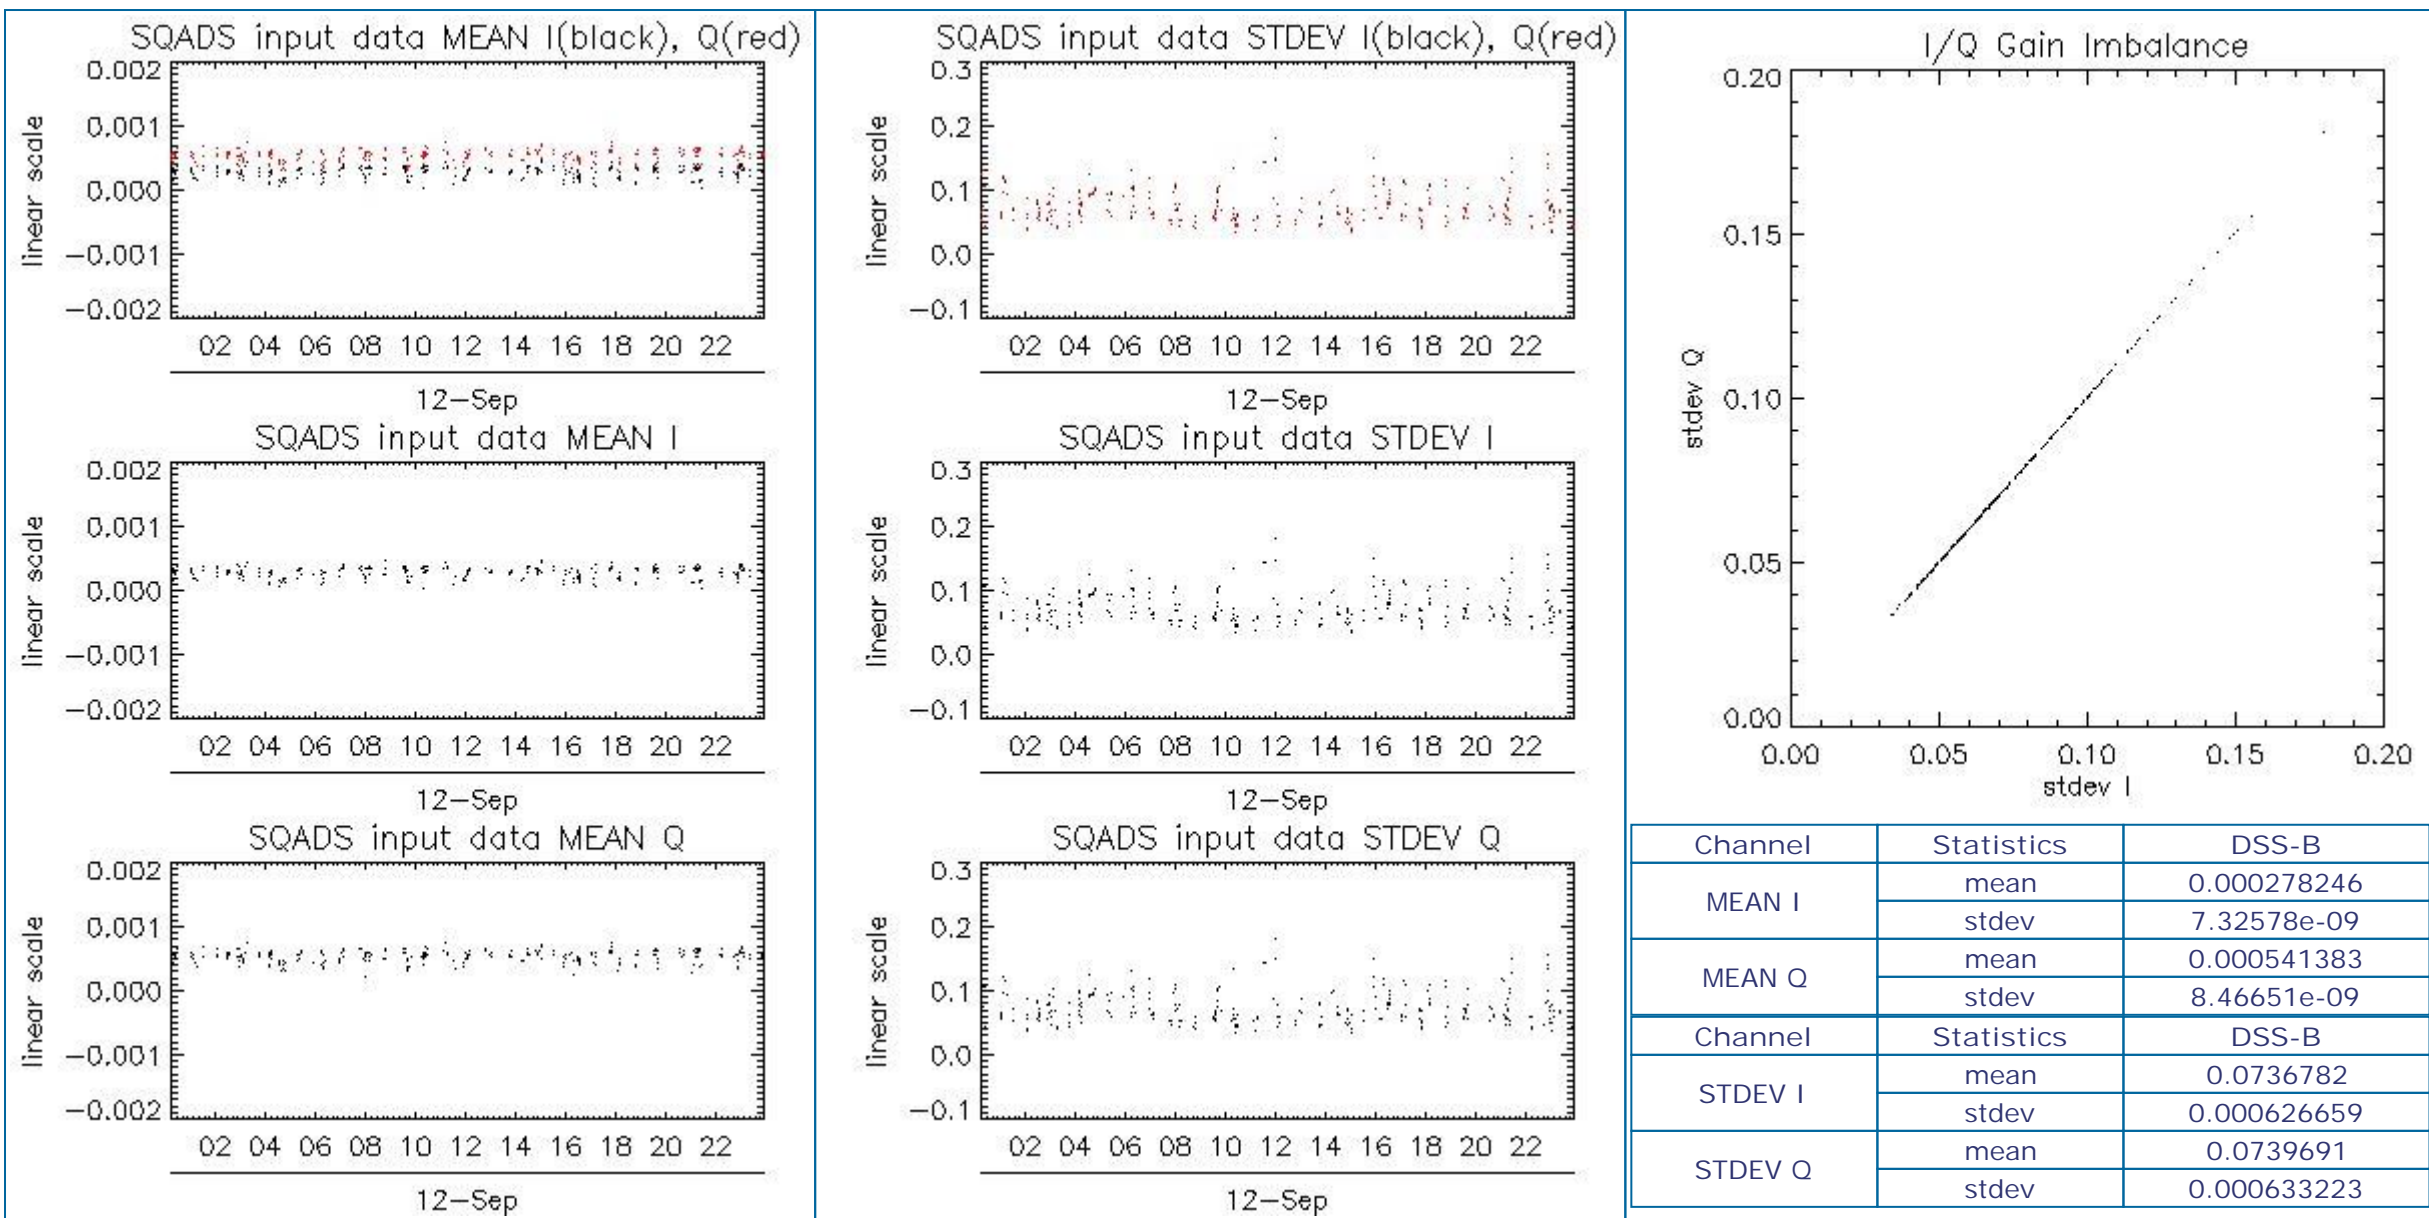 SQADS input data MEAN I(black), Q(red)
linear scale
0.002
0.001
0.000
−0.001
−0.002
02 04 06 08 10 12 14 16 18 20 22
12−Sep
SQADS input data MEAN I
linear scale
0.002
0.001
0.000
−0.001
−0.002
02 04 06 08 10 12 14 16 18 20 22
12−Sep
SQADS input data MEAN Q
linear scale
0.002
0.001
0.000
−0.001
−0.002
02 04 06 08 10 12 14 16 18 20 22
12−Sep
SQADS input data STDEV I(black), Q(red)
linear scale
0.3
0.2
0.1
0.0
−0.1
02 04 06 08 10 12 14 16 18 20 22
12−Sep
SQADS input data STDEV I
linear scale
0.3
0.2
0.1
0.0
−0.1
02 04 06 08 10 12 14 16 18 20 22
12−Sep
SQADS input data STDEV Q
linear scale
0.3
0.2
0.1
0.0
−0.1
02 04 06 08 10 12 14 16 18 20 22
12−Sep
I/Q Gain Imbalance
stdev Q
0.20
0.15
0.10
0.05
0.00
0.00 0.05 0.10 0.15 0.20
stdev I
Channel Statistics DSS-B
MEAN I mean 0.000278246
stdev 7.32578e-09
MEAN Q mean 0.000541383
stdev 8.46651e-09
Channel Statistics DSS-B
STDEV I mean 0.0736782
stdev 0.000626659
STDEV Q mean 0.0739691
stdev 0.000633223